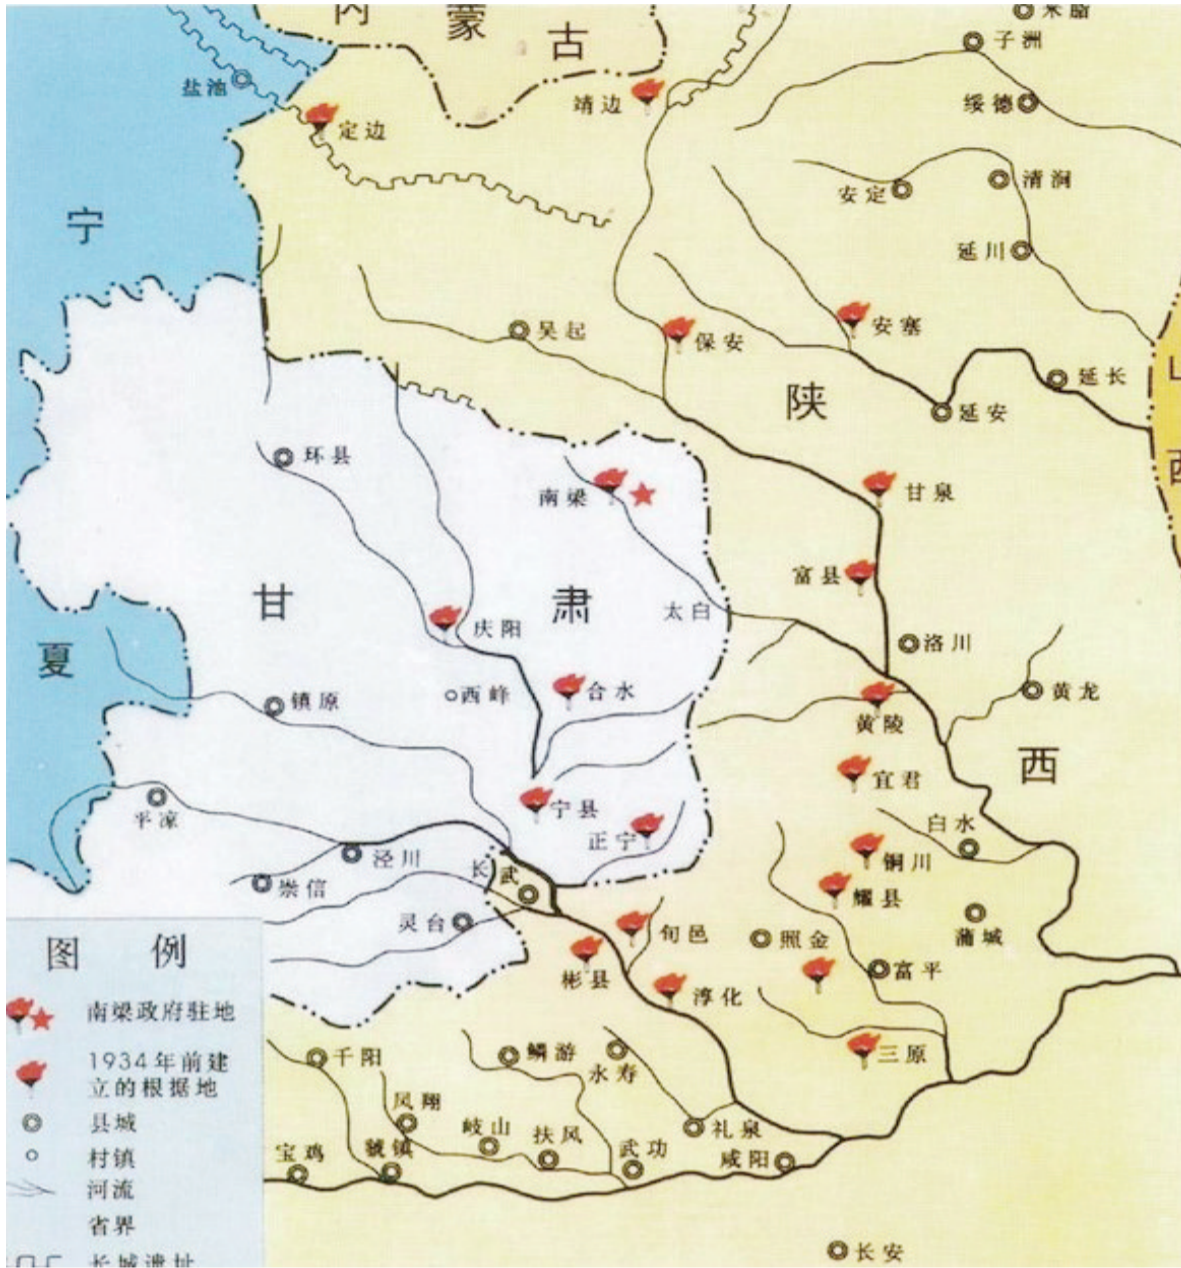 内 蒙 古
米脂
子洲
盐池
靖边
绥德
定边
安定
清涧
宁
延川
吴起
保安
安塞
山
延长
陕
延安
环县
西
南梁
甘泉
甘 肃
富县
太白
庆阳
洛川
夏
西峰
合水
镇原
黄龙
黄陵
西
宜君
宁县
平凉
白水
正宁
泾川
长武
铜川
崇信
耀县
灵台
旬邑
照金
蒲城
彬县
富平
淳化
三原
千阳
麟游
永寿
凤翔
岐山
扶风
礼泉
宝鸡
虢镇
武功
咸阳
长安
图 例
南梁政府驻地
1934年前建
立的根据地
县城
村镇
河流
省界
长城遗址